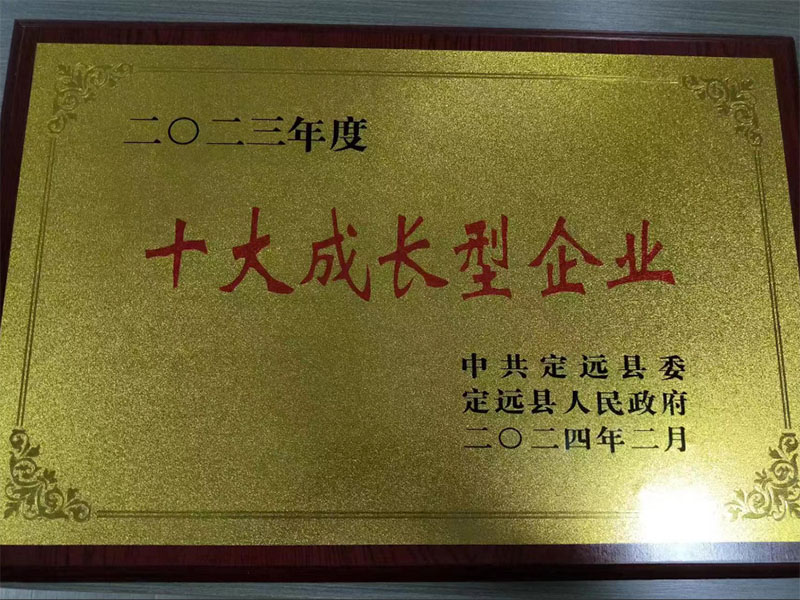 二〇二三年度
十大成长型企业
中共定远县委
定远县人民政府
二〇二四年二月